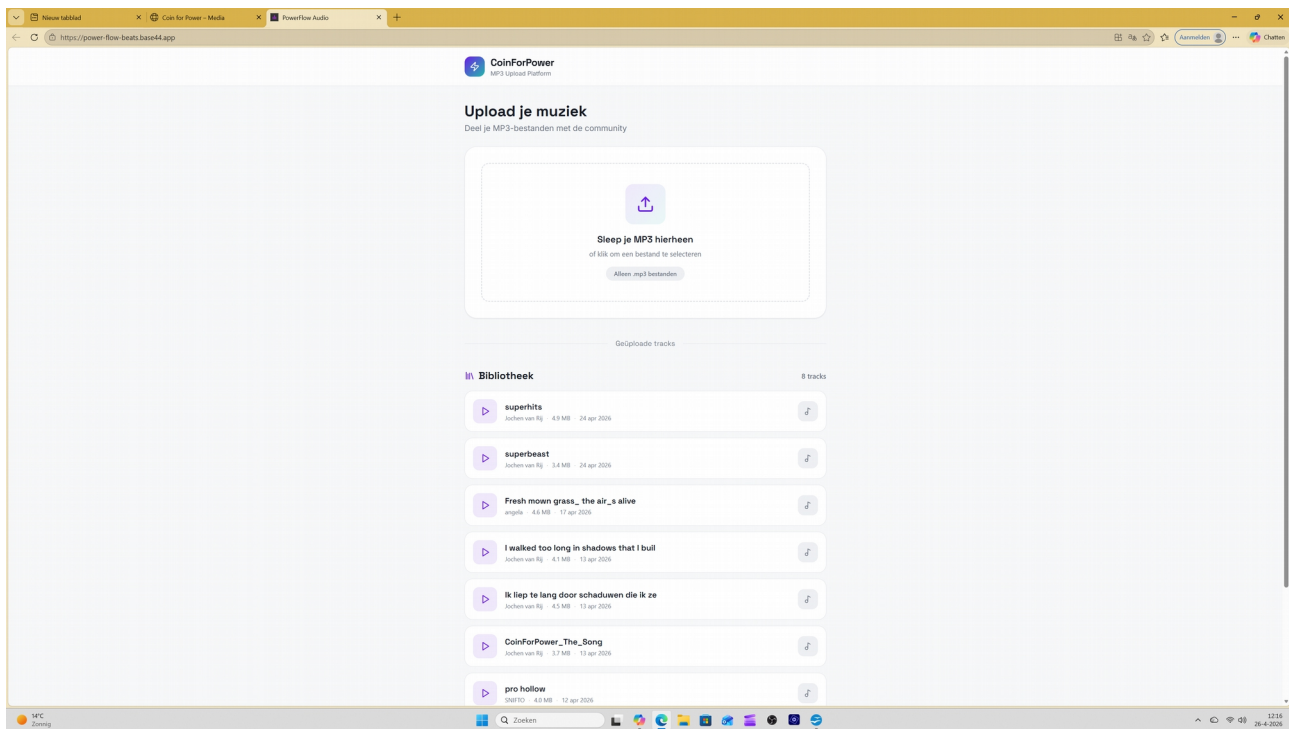 Nieuw tabblad
Coin for Power – Media
PowerFlow Audio
https://power-flow-beats.base44.app
Aanmelden
Chatten
CoinForPower
MP3 Upload Platform
Upload je muziek
Deel je MP3-bestanden met de community
Sleep je MP3 hierheen
of klik om een bestand te selecteren
Alleen .mp3 bestanden
Geüploade tracks
Bibliotheek
8 tracks
superhits
Jochen van Rij · 4.9 MB · 24 apr 2026
superbeast
Jochen van Rij · 3.4 MB · 24 apr 2026
Fresh mown grass_ the air_s alive
angela · 4.6 MB · 17 apr 2026
I walked too long in shadows that I buil
Jochen van Rij · 4.1 MB · 13 apr 2026
Ik liep te lang door schaduwen die ik ze
Jochen van Rij · 4.5 MB · 13 apr 2026
CoinForPower_The_Song
Jochen van Rij · 3.7 MB · 13 apr 2026
pro hollow
SNIFTO · 4.0 MB · 12 apr 2026
14°C
Zonnig
Zoeken
12:16
26-4-2026